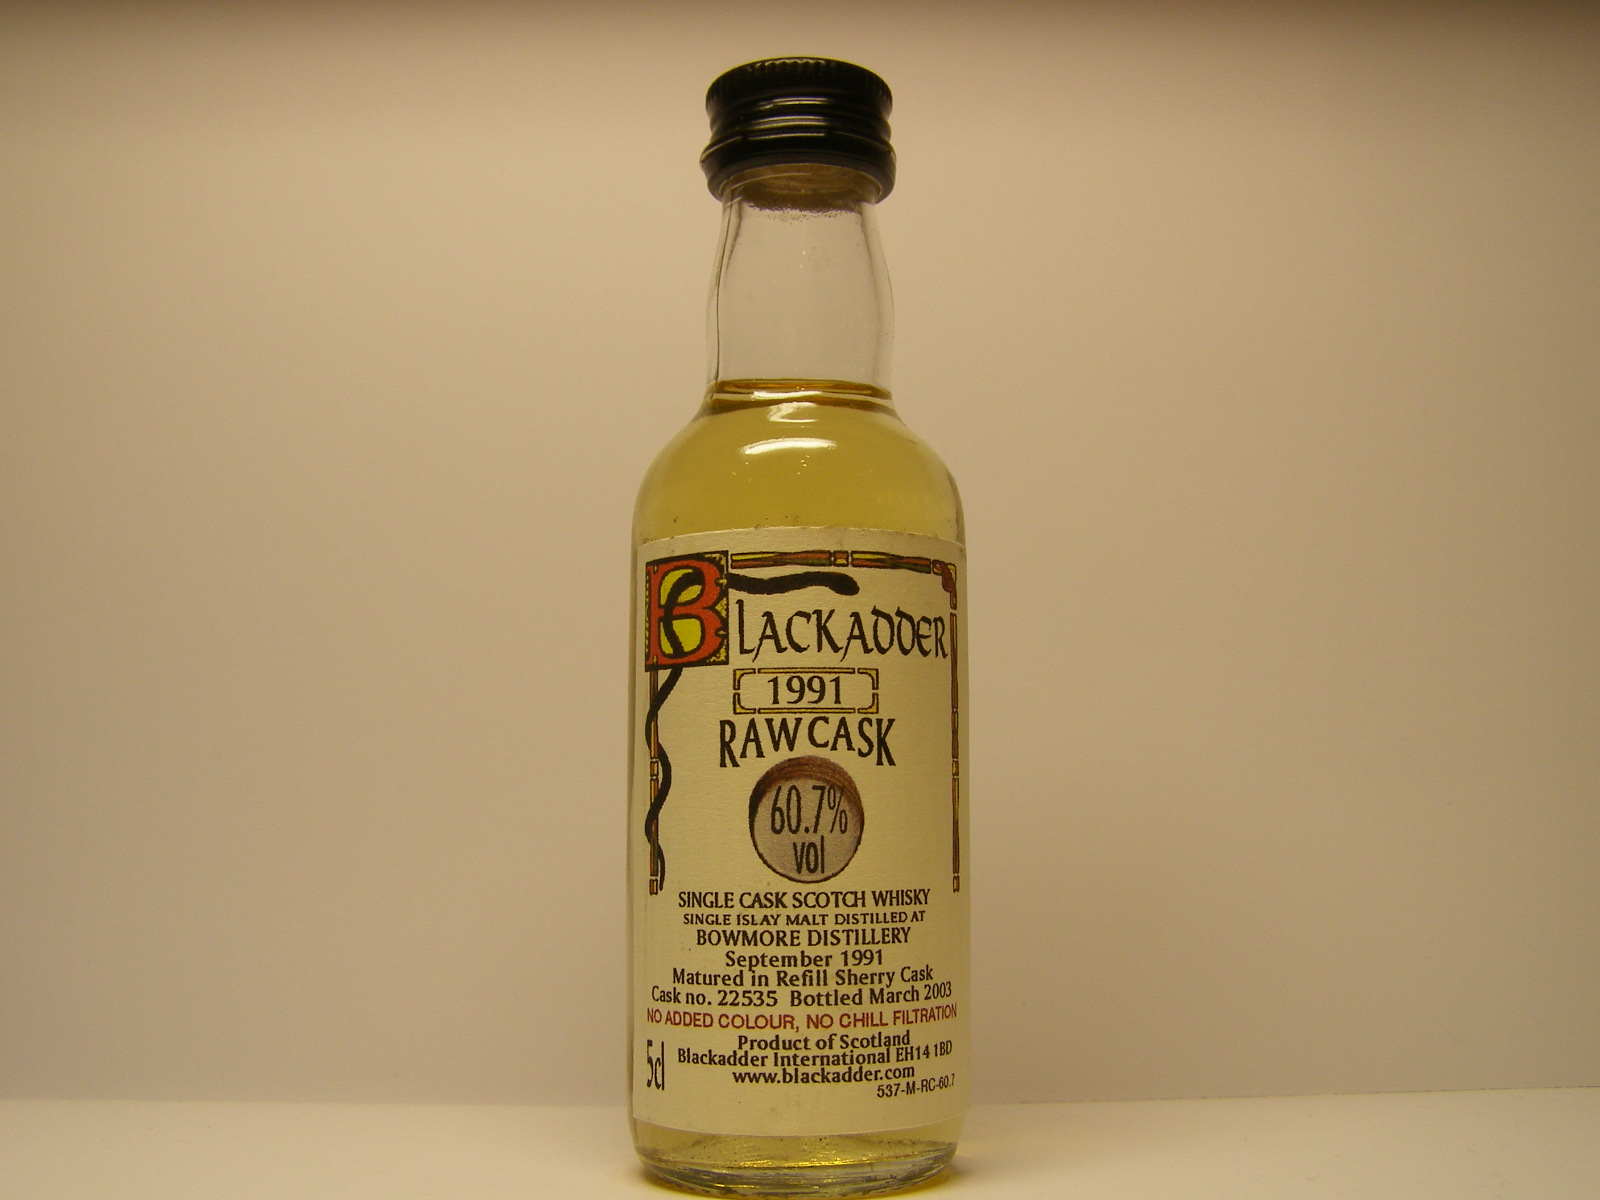 BLACKADDER
1991
RAW CASK
60.7%
vol
SINGLE CASK SCOTCH WHISKY
SINGLE ISLAY MALT DISTILLED AT
BOWMORE DISTILLERY
September 1991
Matured in Refill Sherry Cask
Cask no. 22535 Bottled March 2003
NO ADDED COLOUR, NO CHILL FILTRATION
Product of Scotland
5cl Blackadder International EH14 1BD
www.blackadder.com
537-M-RC-60.7